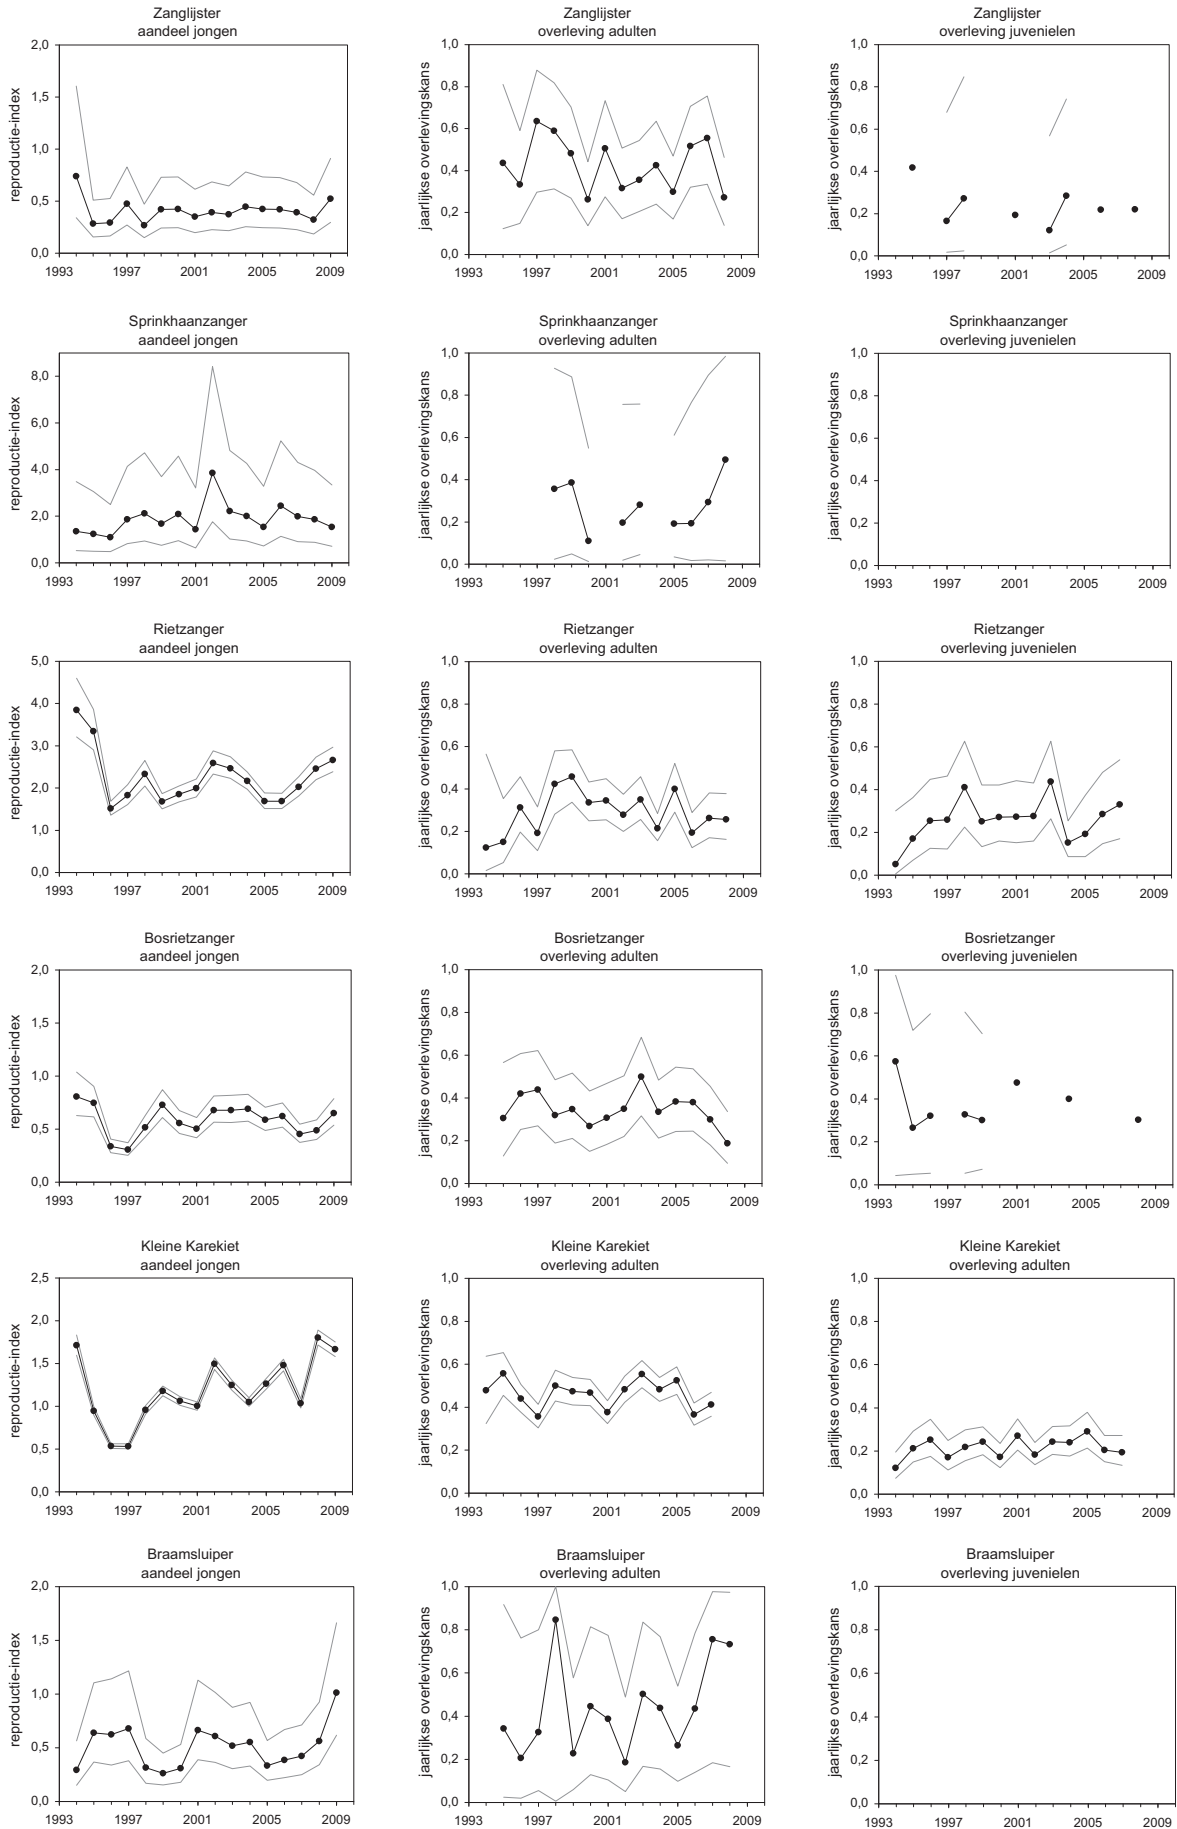 Zanglijster
aandeel jongen
2,0
1,5
1,0
0,5
0,0
reproductie-index
1993 1997 2001 2005 2009
Zanglijster
overleving adulten
1,0
0,8
0,6
0,4
0,2
0,0
jaarlijkse overlevingskans
1993 1997 2001 2005 2009
Zanglijster
overleving juvenielen
1,0
0,8
0,6
0,4
0,2
0,0
jaarlijkse overlevingskans
1993 1997 2001 2005 2009
Sprinkhaanzanger
aandeel jongen
8,0
6,0
4,0
2,0
0,0
reproductie-index
1993 1997 2001 2005 2009
Sprinkhaanzanger
overleving adulten
1,0
0,8
0,6
0,4
0,2
0,0
jaarlijkse overlevingskans
1993 1997 2001 2005 2009
Sprinkhaanzanger
overleving juvenielen
1,0
0,8
0,6
0,4
0,2
0,0
jaarlijkse overlevingskans
1993 1997 2001 2005 2009
Rietzanger
aandeel jongen
5,0
4,0
3,0
2,0
1,0
0,0
reproductie-index
1993 1997 2001 2005 2009
Rietzanger
overleving adulten
1,0
0,8
0,6
0,4
0,2
0,0
jaarlijkse overlevingskans
1993 1997 2001 2005 2009
Rietzanger
overleving juvenielen
1,0
0,8
0,6
0,4
0,2
0,0
jaarlijkse overlevingskans
1993 1997 2001 2005 2009
Bosrietzanger
aandeel jongen
2,0
1,5
1,0
0,5
0,0
reproductie-index
1993 1997 2001 2005 2009
Bosrietzanger
overleving adulten
1,0
0,8
0,6
0,4
0,2
0,0
jaarlijkse overlevingskans
1993 1997 2001 2005 2009
Bosrietzanger
overleving juvenielen
1,0
0,8
0,6
0,4
0,2
0,0
jaarlijkse overlevingskans
1993 1997 2001 2005 2009
Kleine Karekiet
aandeel jongen
2,5
2,0
1,5
1,0
0,5
0,0
reproductie-index
1993 1997 2001 2005 2009
Kleine Karekiet
overleving adulten
1,0
0,8
0,6
0,4
0,2
0,0
jaarlijkse overlevingskans
1993 1997 2001 2005 2009
Kleine Karekiet
overleving adulten
1,0
0,8
0,6
0,4
0,2
0,0
jaarlijkse overlevingskans
1993 1997 2001 2005 2009
Braamsluiper
aandeel jongen
2,0
1,5
1,0
0,5
0,0
reproductie-index
1993 1997 2001 2005 2009
Braamsluiper
overleving adulten
1,0
0,8
0,6
0,4
0,2
0,0
jaarlijkse overlevingskans
1993 1997 2001 2005 2009
Braamsluiper
overleving juvenielen
1,0
0,8
0,6
0,4
0,2
0,0
jaarlijkse overlevingskans
1993 1997 2001 2005 2009